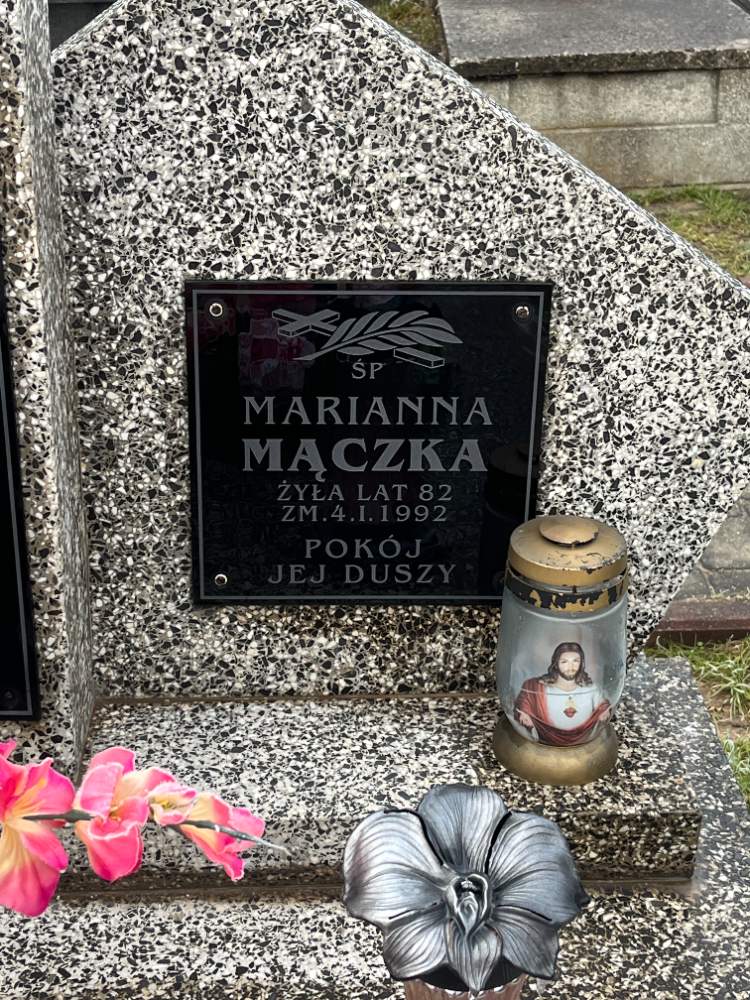 ŚP
MARIANNA
MĄCZKA
ŻYŁA LAT 82
ZM.4.I.1992
POKÓJ
JEJ DUSZY